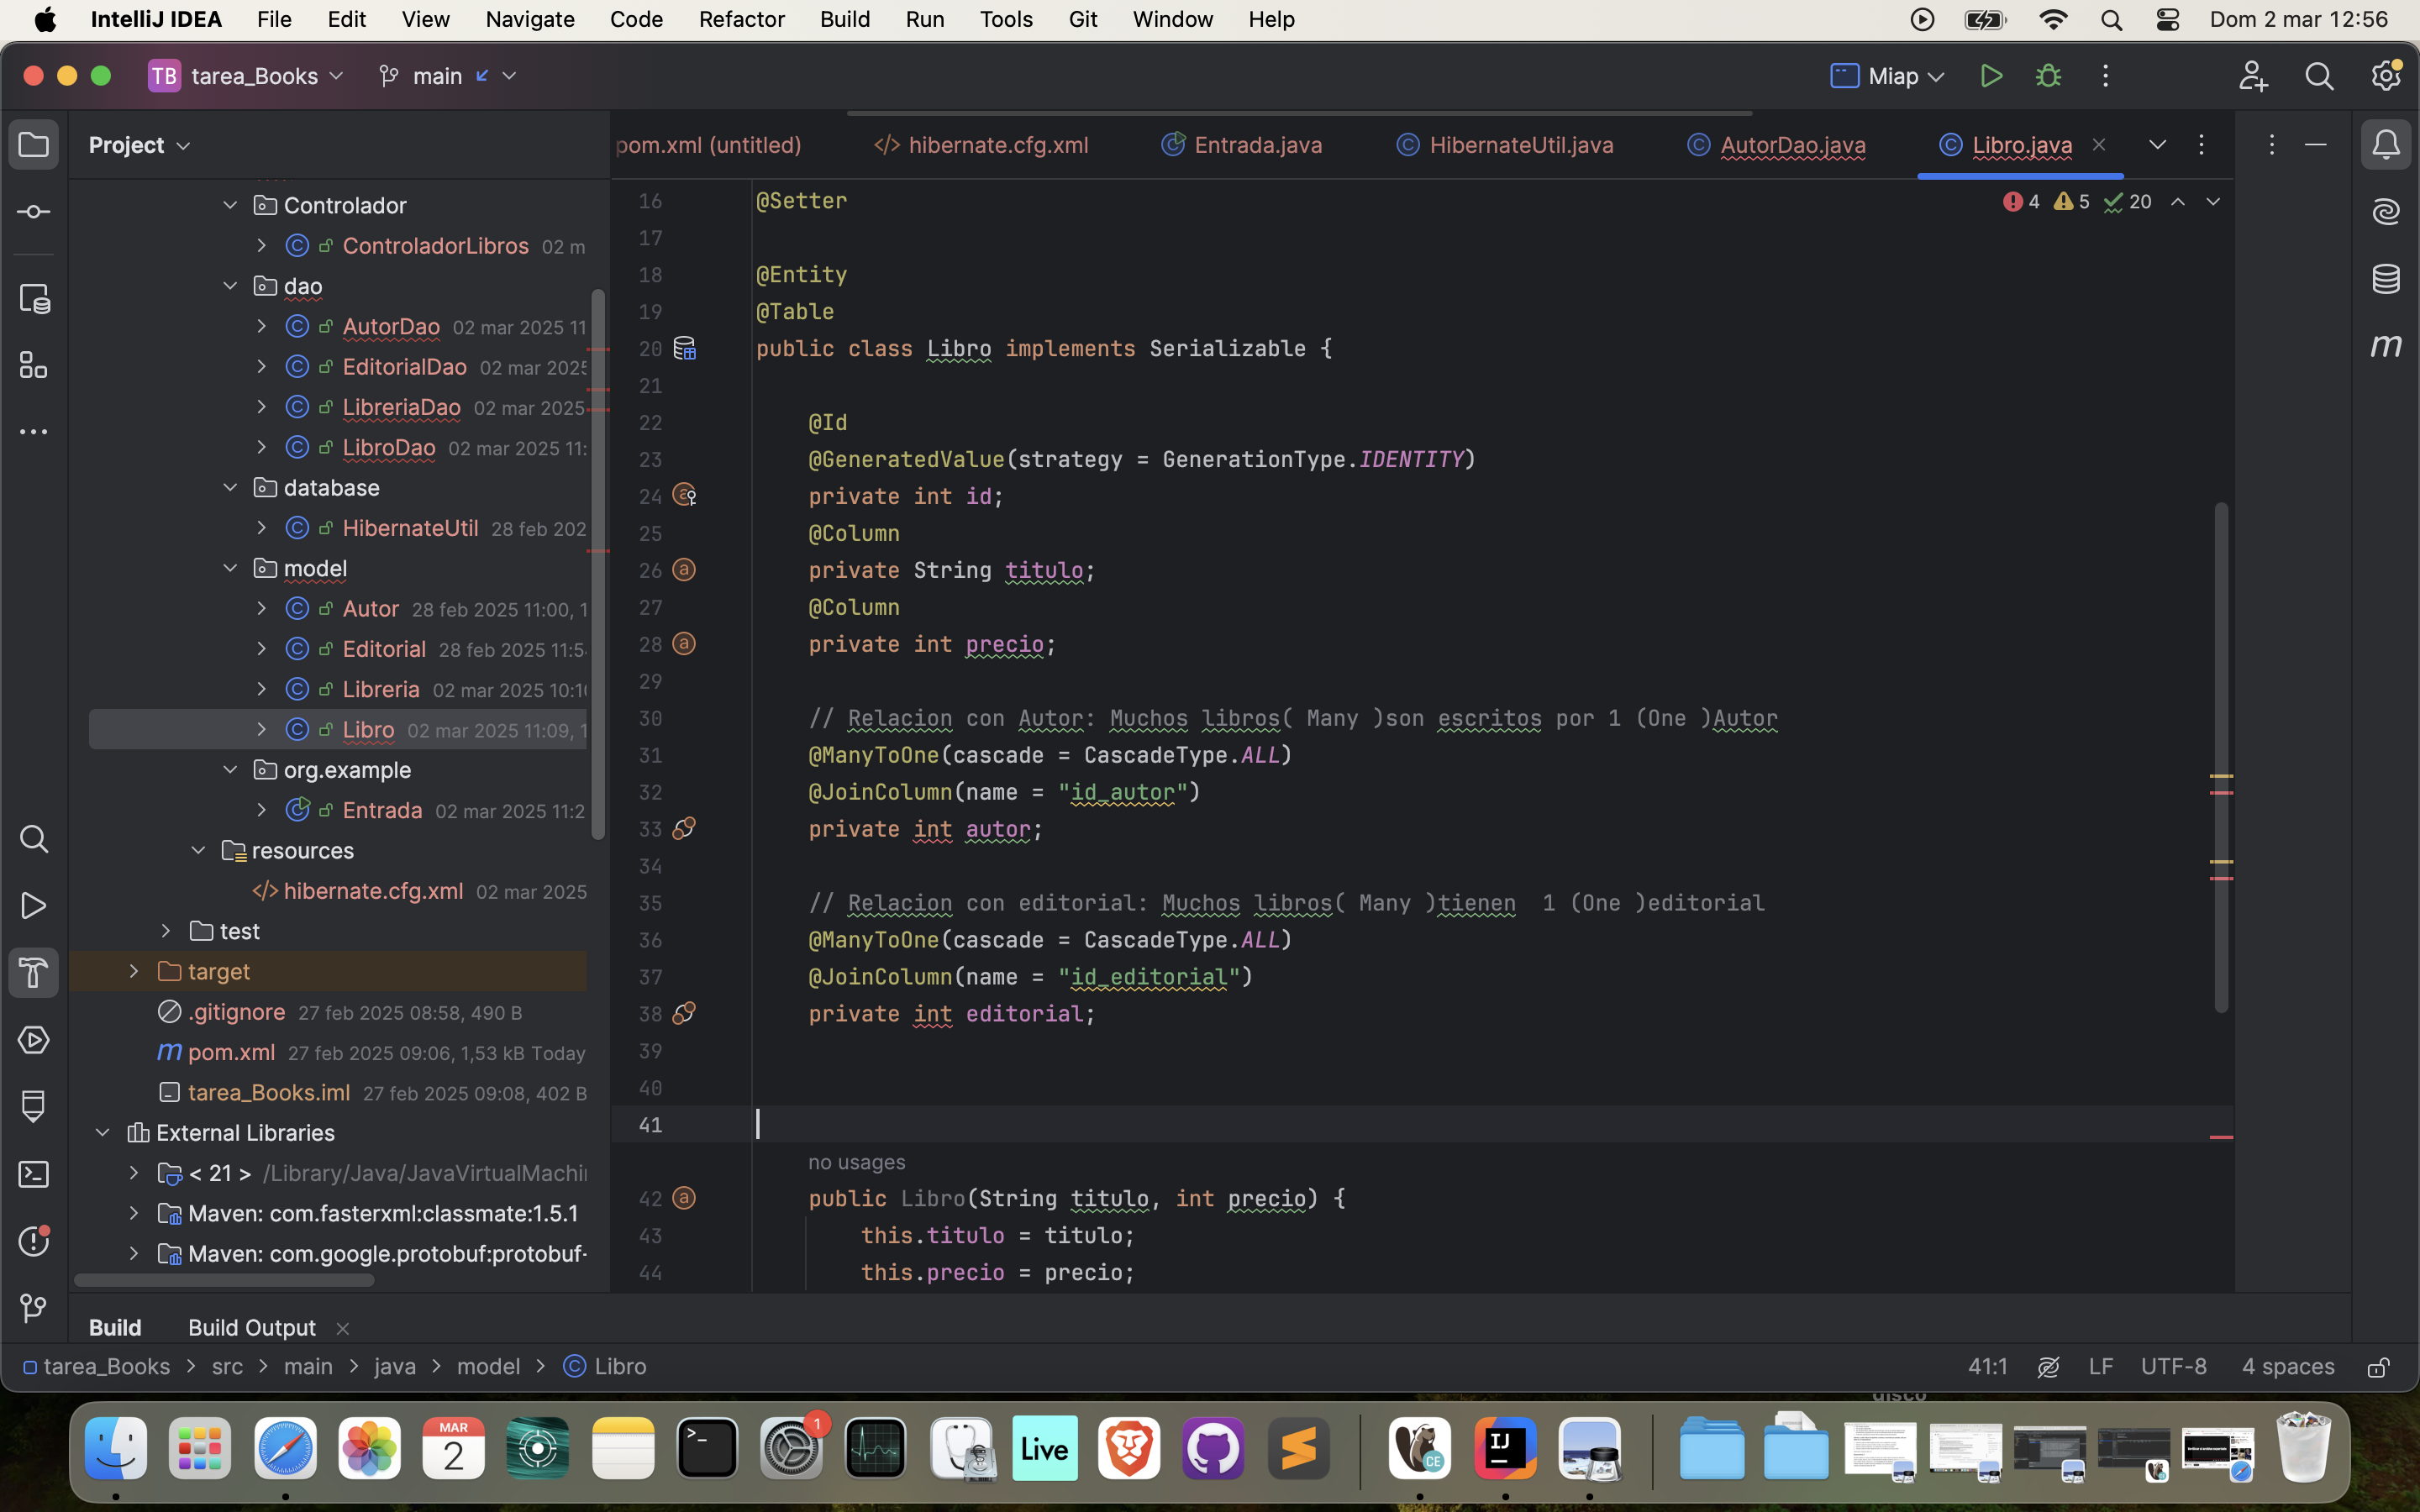 IntelliJ IDEA File Edit View Navigate Code Refactor Build Run Tools Git Window Help Dom 2 mar 12:56
TB tarea_Books main Miap
Project
pom.xml (untitled) </> hibernate.cfg.xml Entrada.java HibernateUtil.java AutorDao.java Libro.java
4 5 20
Controlador
ControladorLibros 02 m
dao
AutorDao 02 mar 2025 11
EditorialDao 02 mar 2025
LibreriaDao 02 mar 2025
LibroDao 02 mar 2025 11:
database
HibernateUtil 28 feb 202
model
Autor 28 feb 2025 11:00, 1
Editorial 28 feb 2025 11:5
Libreria 02 mar 2025 10:1
Libro 02 mar 2025 11:09, 1
org.example
Entrada 02 mar 2025 11:2
resources
</> hibernate.cfg.xml 02 mar 2025
test
target
.gitignore 27 feb 2025 08:58, 490 B
m pom.xml 27 feb 2025 09:06, 1,53 kB Today
tarea_Books.iml 27 feb 2025 09:08, 402 B
External Libraries
< 21 > /Library/Java/JavaVirtualMachi
Maven: com.fasterxml:classmate:1.5.1
Maven: com.google.protobuf:protobuf-
16 @Setter
17
18 @Entity
19 @Table
20 public class Libro implements Serializable {
21
22 @Id
23 @GeneratedValue(strategy = GenerationType.IDENTITY)
24 private int id;
25 @Column
26 private String titulo;
27 @Column
28 private int precio;
29
30 // Relacion con Autor: Muchos libros( Many )son escritos por 1 (One )Autor
31 @ManyToOne(cascade = CascadeType.ALL)
32 @JoinColumn(name = "id_autor")
33 private int autor;
34
35 // Relacion con editorial: Muchos libros( Many )tienen  1 (One )editorial
36 @ManyToOne(cascade = CascadeType.ALL)
37 @JoinColumn(name = "id_editorial")
38 private int editorial;
39
40
41
no usages
42 public Libro(String titulo, int precio) {
43 this.titulo = titulo;
44 this.precio = precio;
m
Build Build Output
tarea_Books > src > main > java > model > Libro 41:1 LF UTF-8 4 spaces
disco
MAR
2
1
Live
CE
IJ